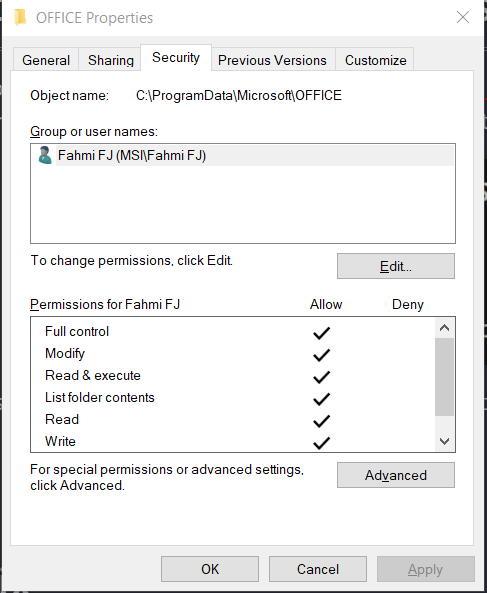 OFFICE Properties
General Sharing Security Previous Versions Customize
Object name: C:\ProgramData\Microsoft\OFFICE
Group or user names:
Fahmi FJ (MSI\Fahmi FJ)
To change permissions, click Edit.
Edit...
Permissions for Fahmi FJ Allow Deny
Full control
Modify
Read & execute
List folder contents
Read
Write
For special permissions or advanced settings,
click Advanced.
Advanced
OK Cancel Apply